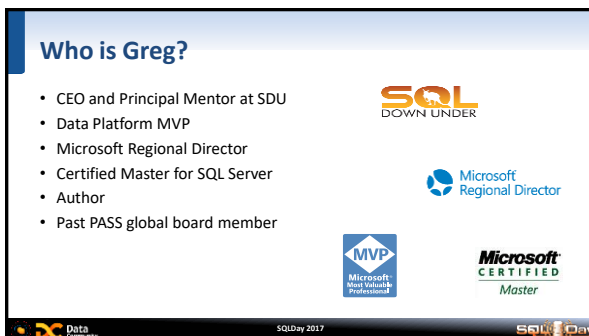 Who is Greg?
• CEO and Principal Mentor at SDU
• Data Platform MVP
• Microsoft Regional Director
• Certified Master for SQL Server
• Author
• Past PASS global board member
SQL
DOWN UNDER
Microsoft
Regional Director
MVP
Microsoft®
Most Valuable
Professional
Microsoft
CERTIFIED
Master
Data
SQLDay 2017
SQL Day